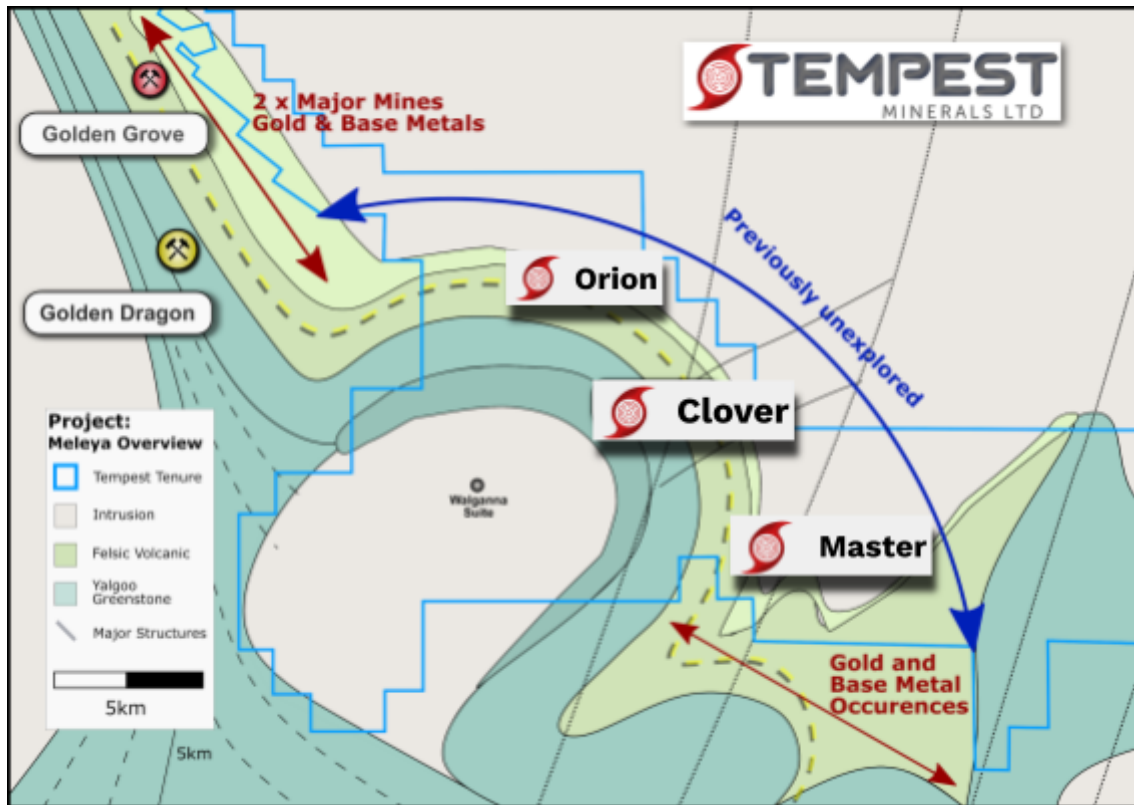 TEMPEST
MINERALS LTD
2 x Major Mines
Gold & Base Metals
Golden Grove
Golden Dragon
Orion
Previously unexplored
Clover
Master
Walganna
Suite
Gold and
Base Metal
Occurences
Project:
Meleya Overview
Tempest Tenure
Intrusion
Felsic Volcanic
Yalgoo
Greenstone
Major Structures
5km
5km